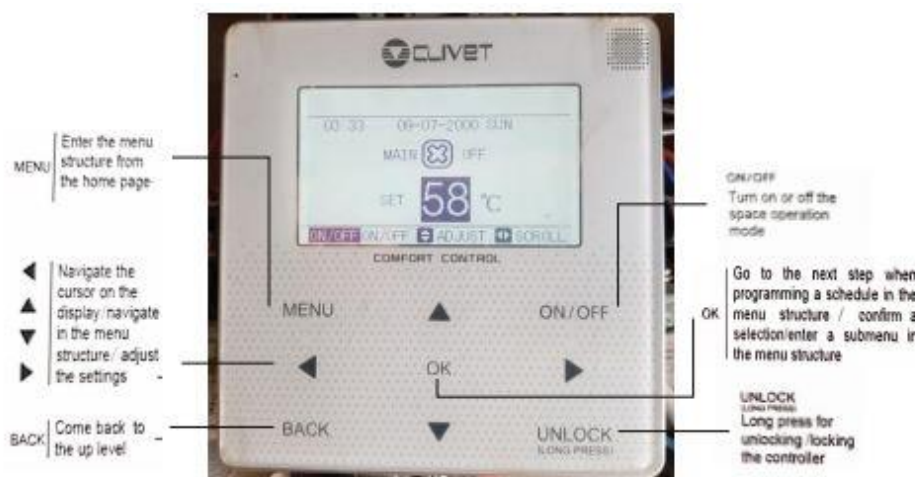 CLIVET
03:33 09-07-2000 SUN
MAIN OFF
SET 58 °C
ON/OFF ON/OFF ADJUST SCROLL
COMFORT CONTROL
MENU ON/OFF
OK
BACK UNLOCK
(LONG PRESS)
MENU
Enter the menu
structure from
the home page
Navigate the
cursor on the
display/navigate
in the menu
structure/ adjust
the settings
BACK
Come back to
the up level
ON/OFF
Turn on or off the
space operation
mode
OK
Go to the next step when
programming a schedule in the
menu structure / confirm a
selection/enter a submenu in
the menu structure
UNLOCK
(LONG PRESS)
Long press for
unlocking /locking
the controller